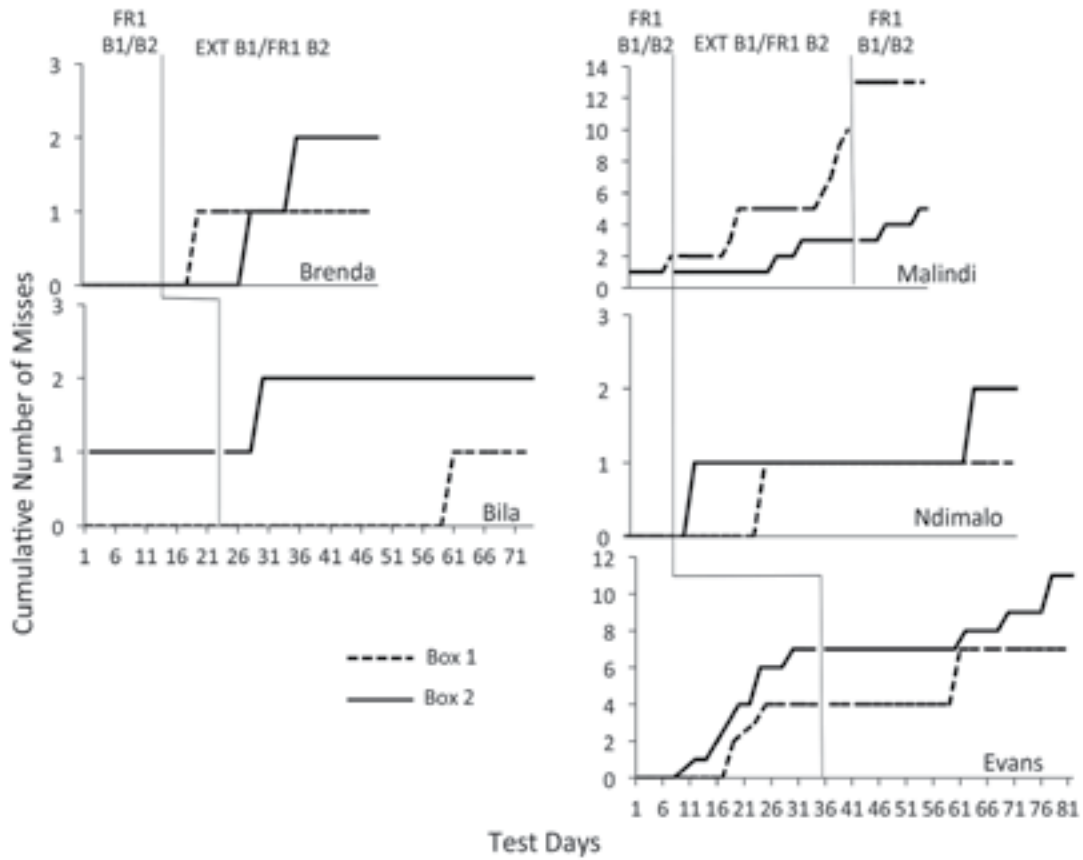 FR1
B1/B2
EXT B1/FR1 B2
3
2
1
0
Brenda
3
2
1
0
Bila
1 6 11 16 21 26 31 36 41 46 51 56 61 66 71
Box 1
Box 2
FR1
B1/B2
EXT B1/FR1 B2
FR1
B1/B2
14
12
10
8
6
4
2
0
Malindi
3
2
1
0
Ndimalo
12
10
8
6
4
2
0
Evans
1 6 11 16 21 26 31 36 41 46 51 56 61 66 71 76 81
Cumulative Number of Misses
Test Days